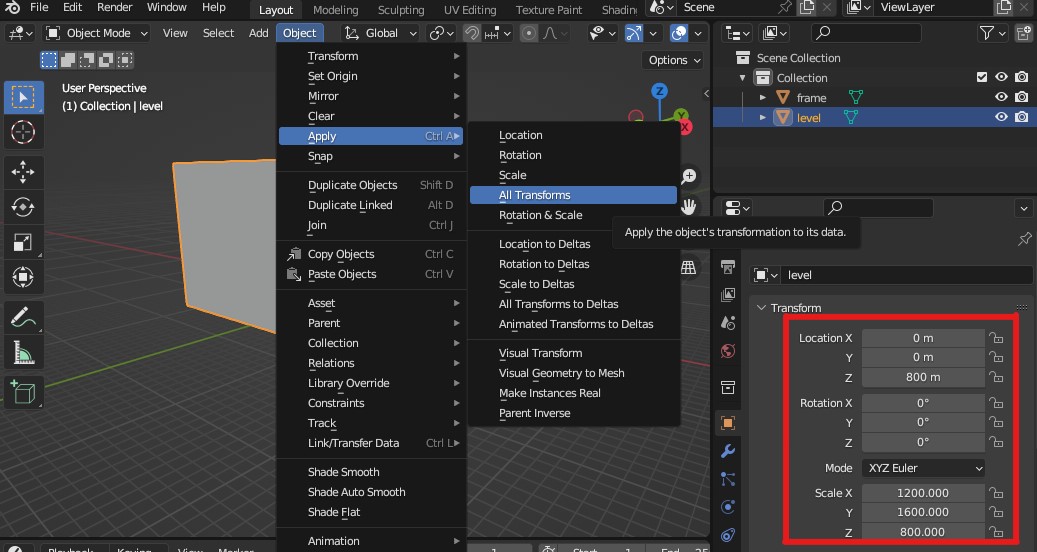 File Edit Render Window Help Layout Modeling Sculpting UV Editing Texture Paint Shadin Scene ViewLayer
Object Mode View Select Add Object Global
Options
User Perspective
(1) Collection | level
Z
Y
X
Transform
Set Origin
Mirror
Clear
Apply Ctrl A
Snap
Duplicate Objects Shift D
Duplicate Linked Alt D
Join Ctrl J
Copy Objects Ctrl C
Paste Objects Ctrl V
Asset
Parent
Collection
Relations
Library Override
Constraints
Track
Link/Transfer Data Ctrl L
Shade Smooth
Shade Auto Smooth
Shade Flat
Animation
Location
Rotation
Scale
All Transforms
Rotation & Scale
Location to Deltas
Rotation to Deltas
Scale to Deltas
All Transforms to Deltas
Animated Transforms to Deltas
Visual Transform
Visual Geometry to Mesh
Make Instances Real
Parent Inverse
Apply the object's transformation to its data.
Scene Collection
Collection
frame
level
level
Transform
Location X 0 m
Y 0 m
Z 800 m
Rotation X 0°
Y 0°
Z 0°
Mode XYZ Euler
Scale X 1200.000
Y 1600.000
Z 800.000
Playback Keying View Marker 1 Start 1 End 25